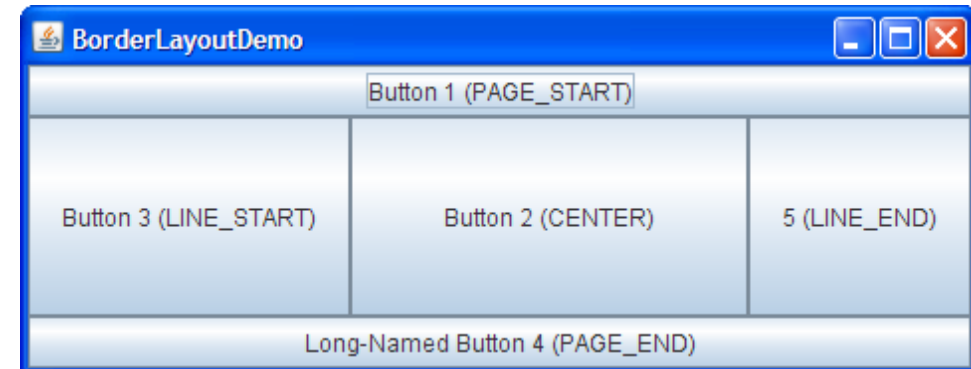 BorderLayoutDemo
Button 1 (PAGE_START)
Button 3 (LINE_START)
Button 2 (CENTER)
5 (LINE_END)
Long-Named Button 4 (PAGE_END)